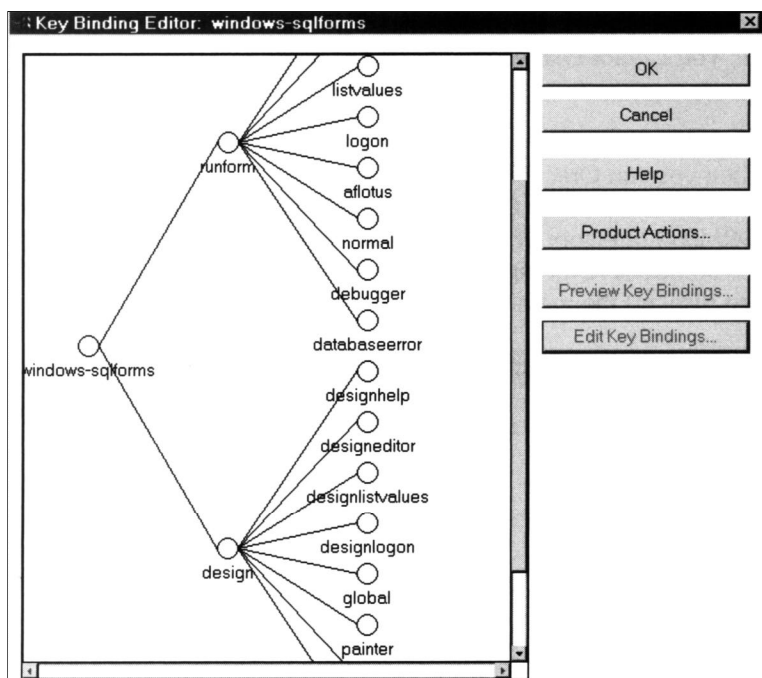 Key Binding Editor: windows-sqlforms
listvalues
logon
runform
aflotus
normal
debugger
databaseerror
windows-sqlforms
designhelp
designeditor
designlistvalues
designlogon
design
global
painter
OK
Cancel
Help
Product Actions...
Preview Key Bindings...
Edit Key Bindings...